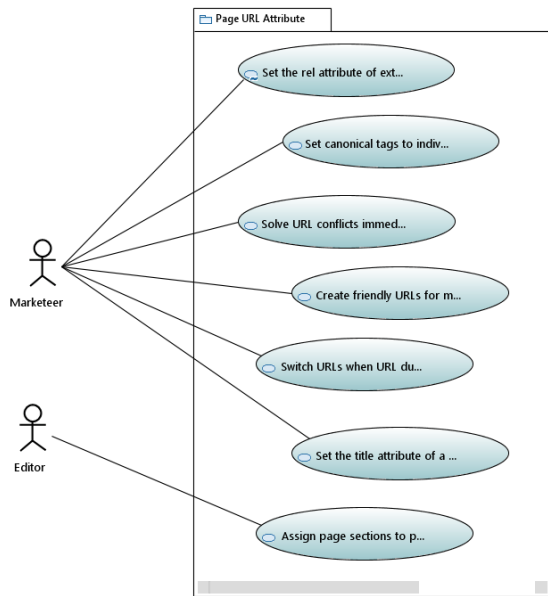 Page URL Attribute
Set the rel attribute of ext...
Set canonical tags to indiv...
Solve URL conflicts immed...
Marketeer
Create friendly URLs for m...
Switch URLs when URL du...
Editor
Set the title attribute of a ...
Assign page sections to p...